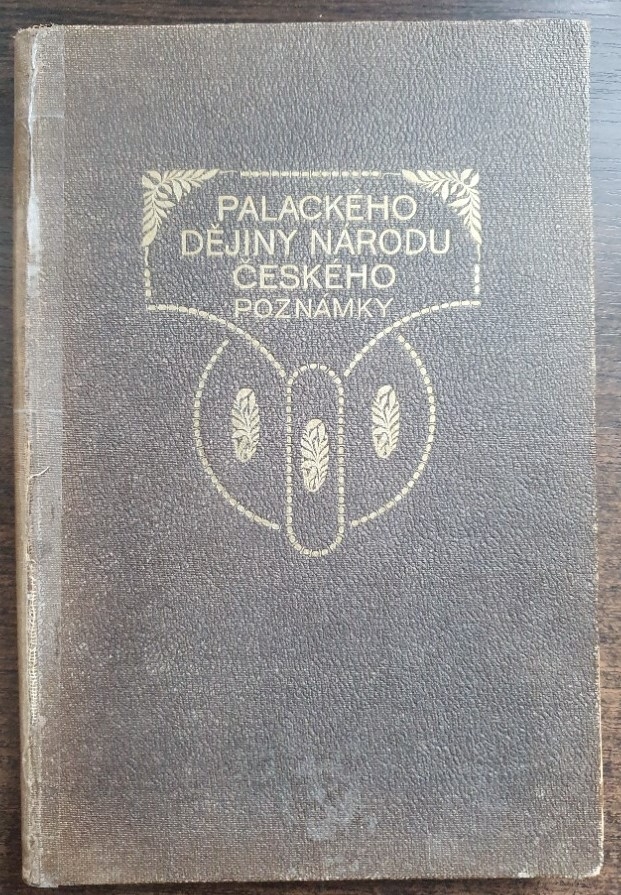 PALACKÉHO
DĚJINY NÁRODU
ČESKÉHO
POZNÁMKY